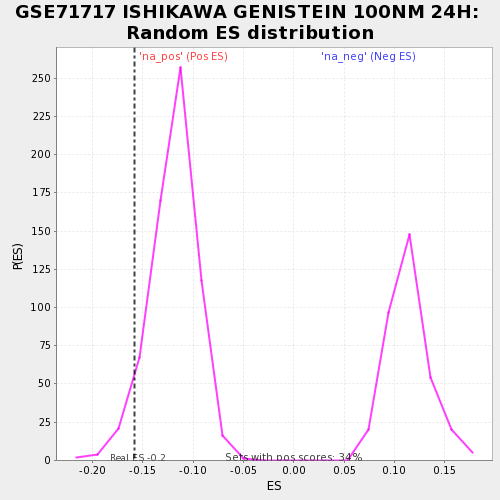 GSE71717 ISHIKAWA GENISTEIN 100NM 24H:
Random ES distribution
'na_pos' (Pos ES) 'na_neg' (Neg ES)
250
225
200
175
150
125
100
75
50
25
0
P(ES)
Real ES -0.2 Sets with pos scores: 34%
-0.20 -0.15 -0.10 -0.05 0.00 0.05 0.10 0.15
ES